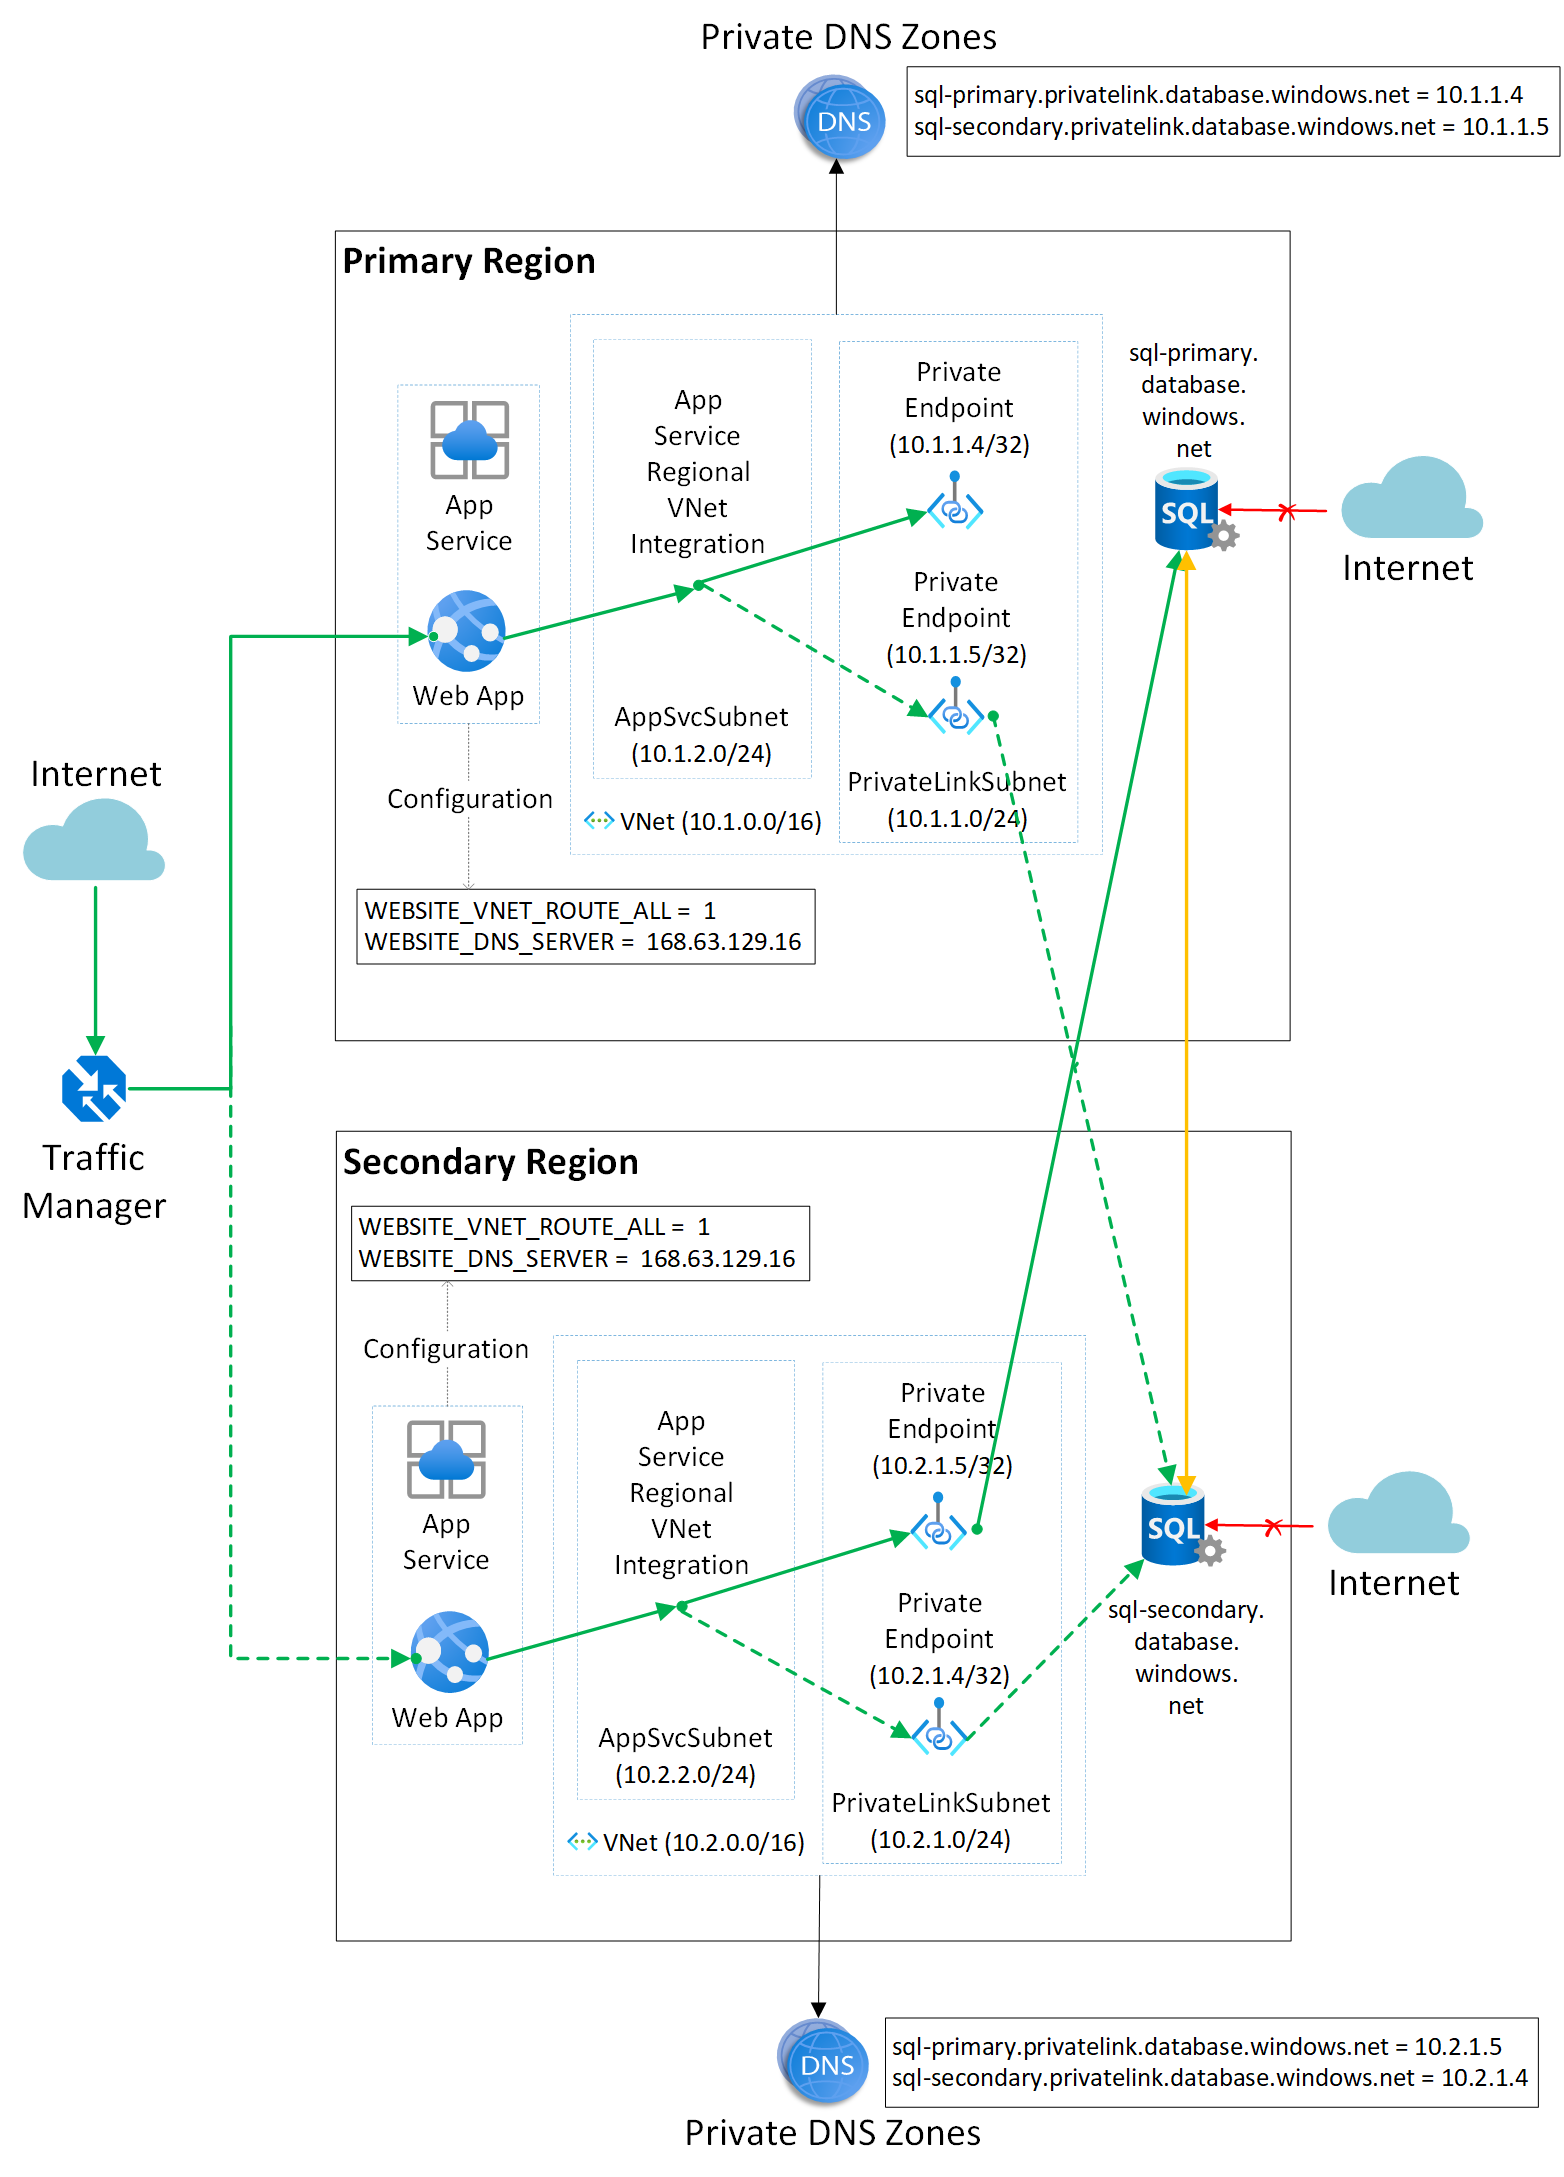 Private DNS Zones
DNS
sql-primary.privatelink.database.windows.net = 10.1.1.4
sql-secondary.privatelink.database.windows.net = 10.1.1.5
Primary Region
App
Service
Web App
Configuration
WEBSITE_VNET_ROUTE_ALL = 1
WEBSITE_DNS_SERVER = 168.63.129.16
App
Service
Regional
VNet
Integration
AppSvcSubnet
(10.1.2.0/24)
VNet (10.1.0.0/16)
Private
Endpoint
(10.1.1.4/32)
Private
Endpoint
(10.1.1.5/32)
PrivateLinkSubnet
(10.1.1.0/24)
sql-primary.
database.
windows.
net
SQL
Internet
Internet
Traffic
Manager
Secondary Region
WEBSITE_VNET_ROUTE_ALL = 1
WEBSITE_DNS_SERVER = 168.63.129.16
Configuration
App
Service
Web App
App
Service
Regional
VNet
Integration
AppSvcSubnet
(10.2.2.0/24)
VNet (10.2.0.0/16)
Private
Endpoint
(10.2.1.5/32)
Private
Endpoint
(10.2.1.4/32)
PrivateLinkSubnet
(10.2.1.0/24)
SQL
sql-secondary.
database.
windows.
net
Internet
DNS
sql-primary.privatelink.database.windows.net = 10.2.1.5
sql-secondary.privatelink.database.windows.net = 10.2.1.4
Private DNS Zones